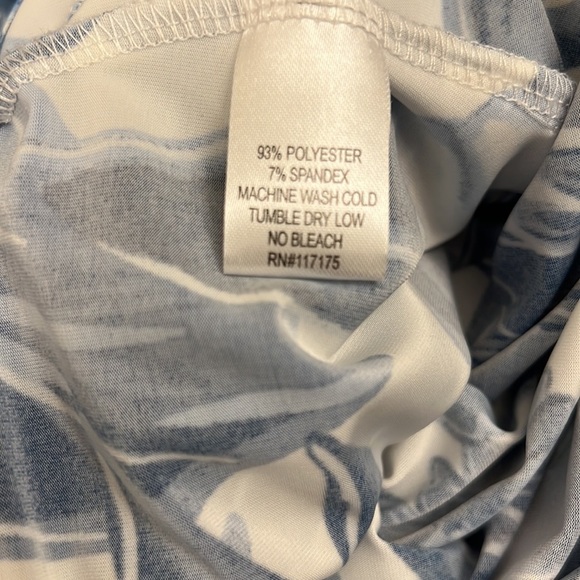 93% POLYESTER
7% SPANDEX
MACHINE WASH COLD
TUMBLE DRY LOW
NO BLEACH
RN#117175